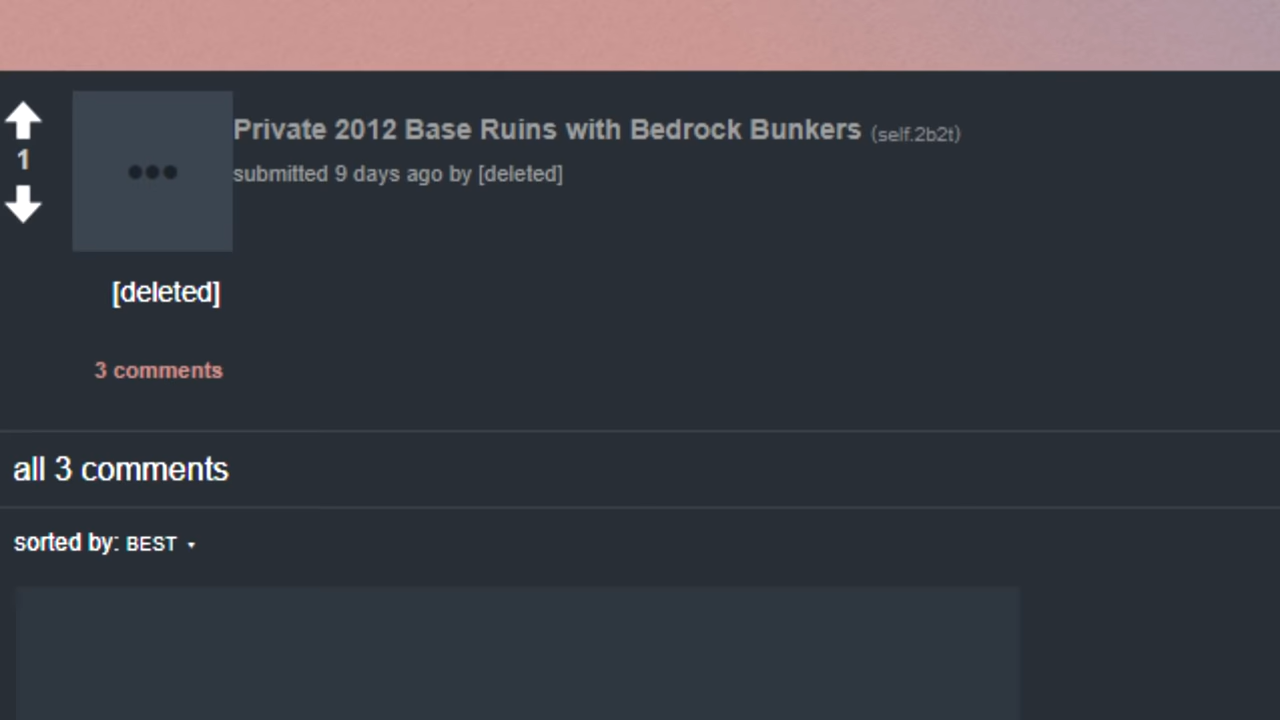 Private 2012 Base Ruins with Bedrock Bunkers (self.2b2t)
1
submitted 9 days ago by [deleted]
[deleted]
3 comments
all 3 comments
sorted by: BEST